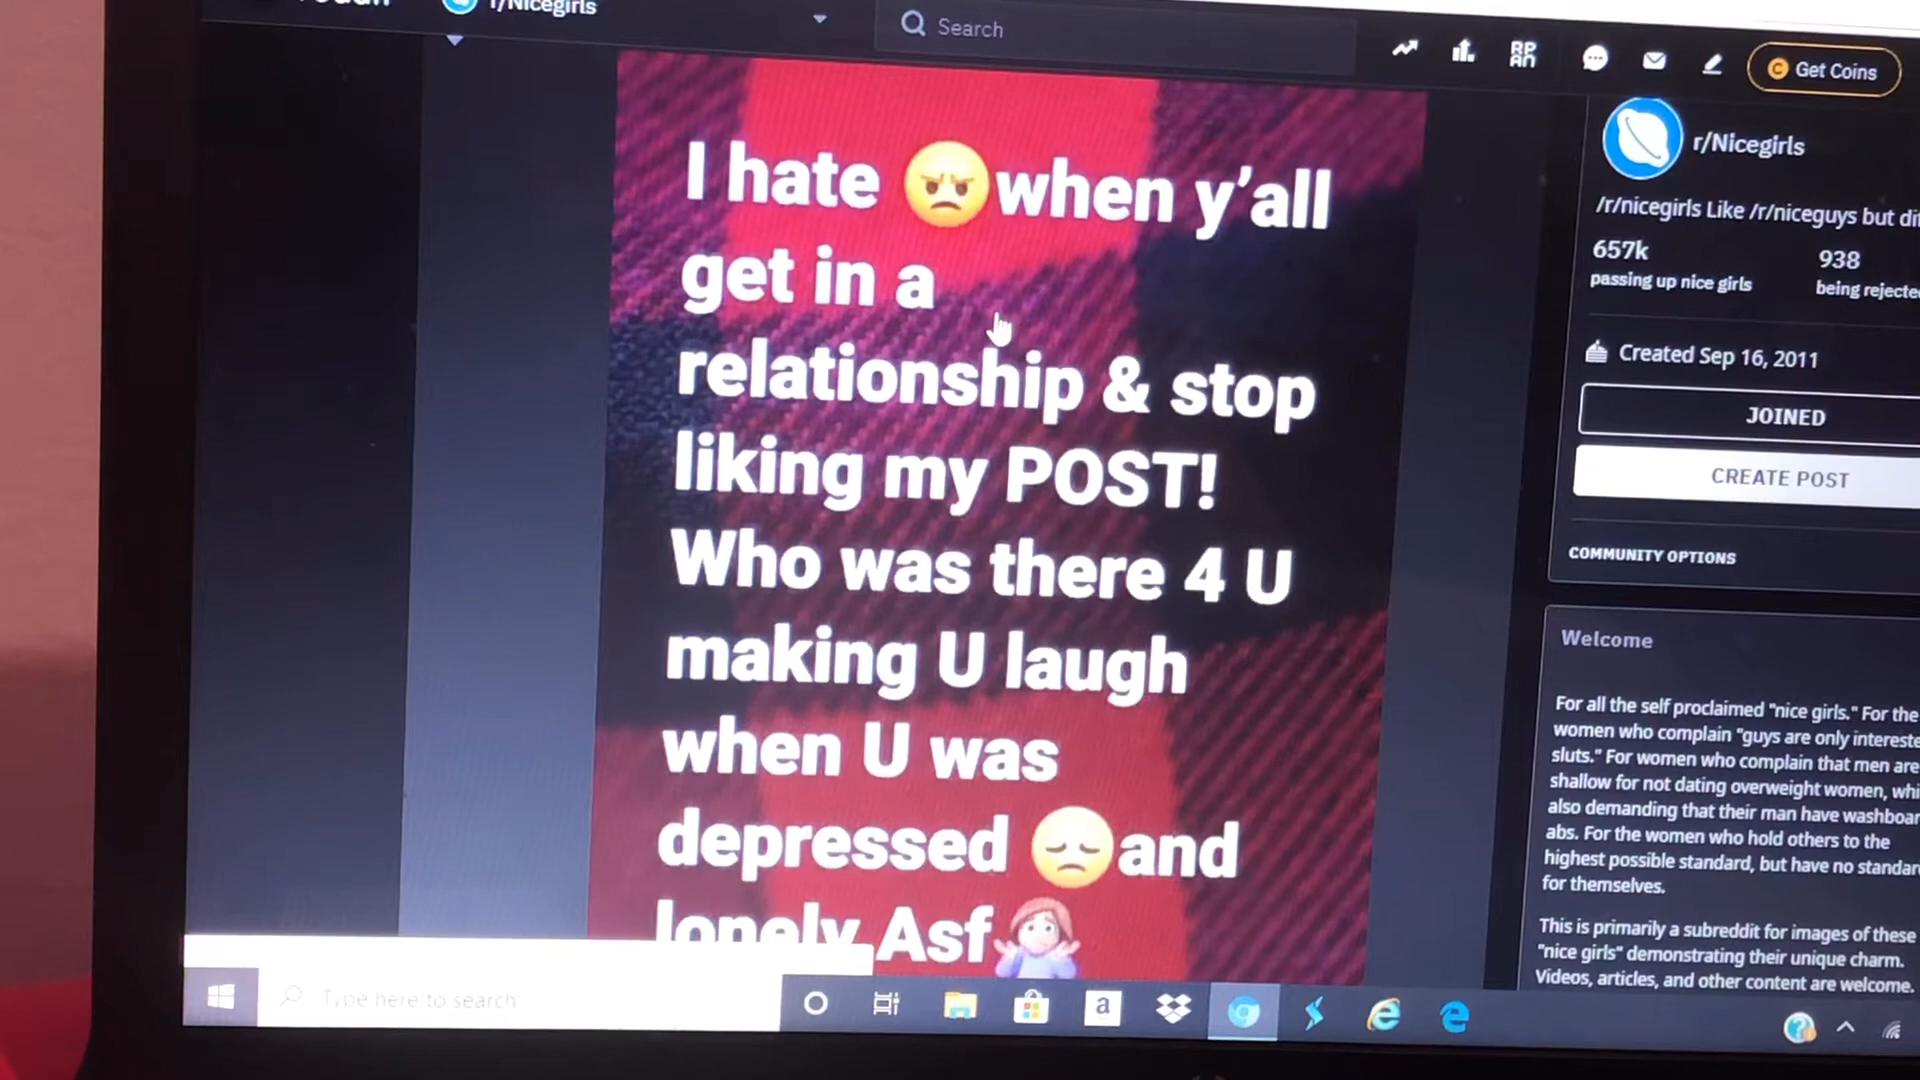 r/Nicegirls
Search
RPAN
Get Coins
I hate 😠when y’all
get in a
relationship & stop
liking my POST!
Who was there 4 U
making U laugh
when U was
depressed 😞and
lonely Asf🤷
r/Nicegirls
/r/nicegirls Like /r/niceguys but
657k
938
passing up nice girls
being rejected
Created Sep 16, 2011
JOINED
CREATE POST
COMMUNITY OPTIONS
Welcome
For all the self proclaimed "nice girls." For the
women who complain "guys are only intereste
sluts." For women who complain that men are
shallow for not dating overweight women, whi
also demanding that their man have washboar
abs. For the women who hold others to the
highest possible standard, but have no standar
for themselves.
This is primarily a subreddit for images of these
"nice girls" demonstrating their unique charm.
Videos, articles, and other content are welcome.
Type here to search
a